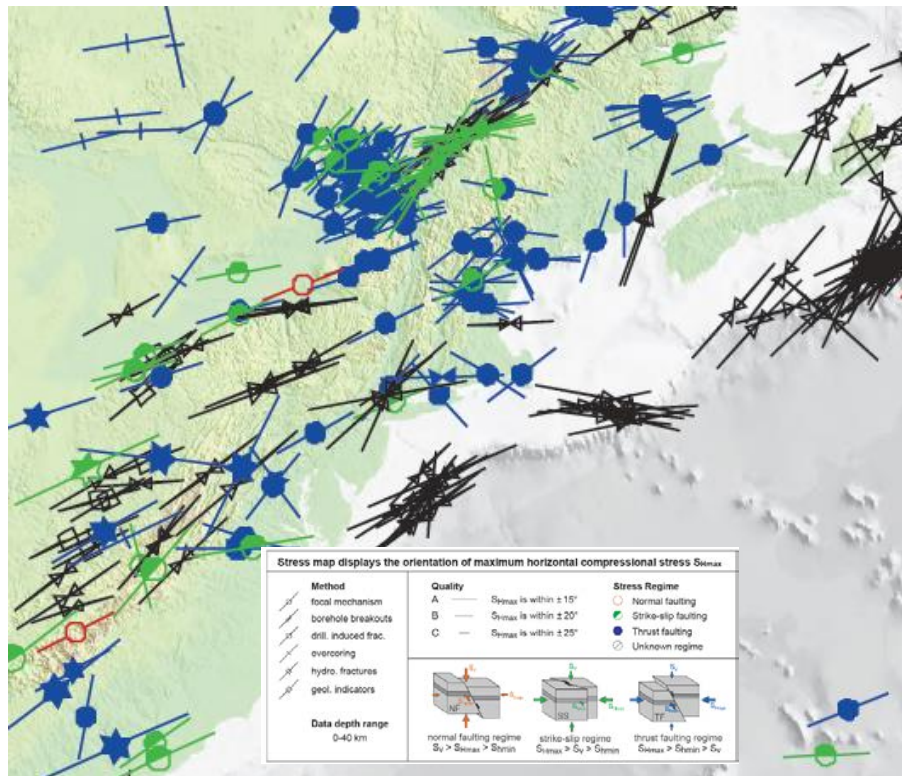 Stress map displays the orientation of maximum horizontal compressional stress SHmax
Method
focal mechanism
borehole breakouts
drill. induced frac.
overcoring
hydro. fractures
geol. indicators
Data depth range
0-40 km
Quality
A SHmax is within ± 15°
B SHmax is within ± 20°
C SHmax is within ± 25°
Stress Regime
Normal faulting
Strike-slip faulting
Thrust faulting
Unknown regime
NF
normal faulting regime
SV > SHmax > Shmin
SS
strike-slip regime
SHmax > SV > Shmin
TF
thrust faulting regime
SHmax > Shmin > SV